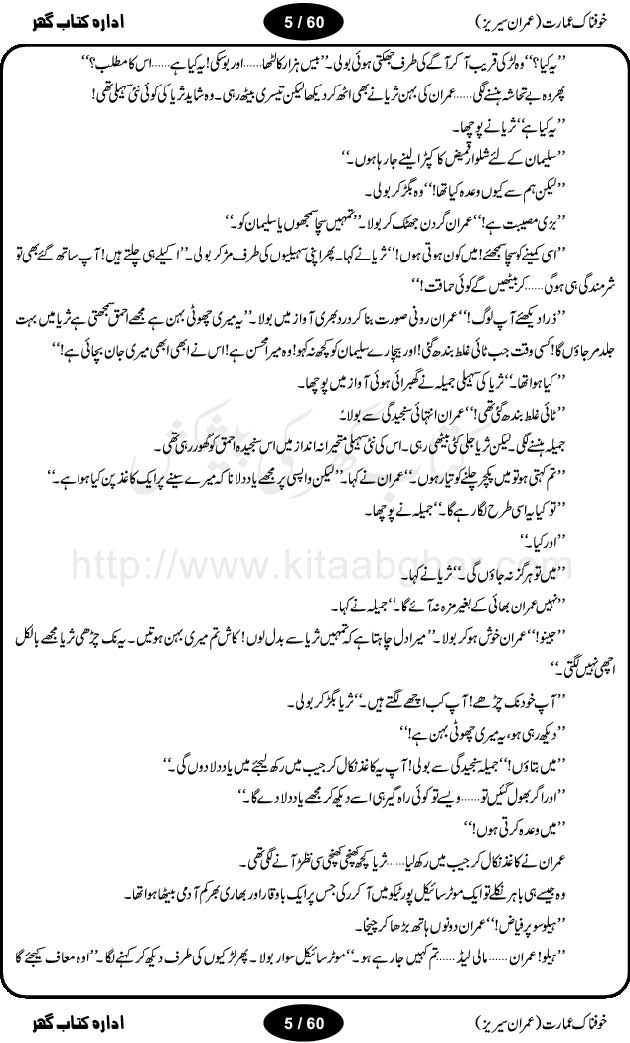 خوفناک عمارت (عمران سیریز)
5 / 60
ادارہ کتاب گھر
’’یہ کیا؟‘‘ وہ لڑکی قریب آ کر آگے کی طرف جھکتی ہوئی بولی۔ ’’بیس ہزار کا لٹھا......اور بوسکی! یہ کیا ہے......اس کا مطلب؟‘‘
پھر وہ بے تحاشہ ہنسنے لگی......عمران کی بہن ثریا نے بھی اٹھ کر دیکھا لیکن تیسری بیٹھی رہی۔ وہ شاید ثریا کی کوئی نئی سہیلی تھی!
’’یہ کیا ہے‘‘ ثریا نے پوچھا۔
’’سلیمان کے لئے شلوار قمیض کا کپڑا لینے جا رہا ہوں۔‘‘
’’لیکن ہم سے کیوں وعدہ کیا تھا!‘‘ وہ بگڑ کر بولی۔
’’بڑی مصیبت ہے!‘‘ عمران گردن جھٹک کر بولا۔ ’’تمہیں سچا سمجھوں یا سلیمان کو۔‘‘
’’اسی کمینے کو سچا سمجھئے! میں کون ہوتی ہوں!‘‘ ثریا نے کہا۔ پھر اپنی سہیلیوں کی طرف مڑ کر بولی۔ ’’اکیلے ہی چلتے ہیں! آپ ساتھ گئے بھی تو
شرمندگی ہی ہوگی......کر بیٹھیں گے کوئی حماقت!‘‘
’’ذرا دیکھئے آپ لوگ!‘‘ عمران رونی صورت بنا کر درد بھری آواز میں بولا۔ ’’یہ میری چھوٹی بہن ہے مجھے احمق سمجھتی ہے ثریا میں بہت
جلد مر جاؤں گا! کسی وقت جب ٹائی غلط بندھ گئی! اور بیچارے سلیمان کو کچھ نہ کہو! وہ میرا محسن ہے! اس نے ابھی ابھی میری جان بچائی ہے!‘‘
’’کیا ہوا تھا۔‘‘ ثریا کی سہیلی جمیلہ نے گھبرائی ہوئی آواز میں پوچھا۔
’’ٹائی غلط بندھ گئی تھی!‘‘ عمران انتہائی سنجیدگی سے بولا۔
جمیلہ ہنسنے لگی۔ لیکن ثریا جلی کٹی بیٹھی رہی۔ اس کی نئی سہیلی متحیرانہ انداز میں اس سنجیدہ احمق کو گھور رہی تھی۔
’’تم کہتی ہو تو میں پکچر چلنے کو تیار ہوں۔‘‘ عمران نے کہا۔ ’’لیکن واپسی پر مجھے یاد دلانا کہ میرے سینے پر ایک کاغذ پن کیا ہوا ہے۔‘‘
’’تو کیا یہ اسی طرح لگا رہے گا۔‘‘ جمیلہ نے پوچھا۔
’’اور کیا۔‘‘
http://www.kitaabghar.com
’’میں تو ہرگز نہ جاؤں گی۔‘‘ ثریا نے کہا۔
’’نہیں عمران بھائی کے بغیر مزہ نہ آئے گا۔‘‘ جمیلہ نے کہا۔
’’جیئو!‘‘ عمران خوش ہو کر بولا۔ ’’میرا دل چاہتا ہے کہ تمہیں ثریا سے بدل لوں! کاش تم میری بہن ہوتیں۔ یہ نک چڑھی ثریا مجھے بالکل
اچھی نہیں لگتی۔‘‘
’’آپ خود نک چڑھے! آپ کب اچھے لگتے ہیں۔‘‘ ثریا بگڑ کر بولی۔
’’دیکھ رہی ہو، یہ میری چھوٹی بہن ہے!‘‘
’’میں بتاؤں!‘‘ جمیلہ سنجیدگی سے بولی! آپ یہ کاغذ نکال کر جیب میں رکھ لیجئے میں یاد دلا دوں گی۔‘‘
’’اور اگر بھول گئیں تو......ویسے تو کوئی راہ گیر ہی اسے دیکھ کر مجھے یاد دلا دے گا۔‘‘
’’میں وعدہ کرتی ہوں!‘‘
عمران نے کاغذ نکال کر جیب میں رکھ لیا......ثریا کچھ کھنچی کھنچی سی نظر آنے لگی تھی۔
وہ جیسے ہی باہر نکلے تو ایک موٹر سائیکل پورٹیکو میں آ کر رکی جس پر ایک باوقار اور بھاری بھرکم آدمی بیٹھا ہوا تھا۔
’’ہیلو سوپر فیاض!‘‘ عمران دونوں ہاتھ بڑھا کر چیخا۔
’’ہیلو! عمران......مائی لیڈ......تم کہیں جا رہے ہو۔‘‘ موٹر سائیکل سوار بولا۔ پھر لڑکیوں کی طرف دیکھ کر کہنے لگا۔ ’’اوہ معاف کیجئے گا
خوفناک عمارت (عمران سیریز)
5 / 60
ادارہ کتاب گھر